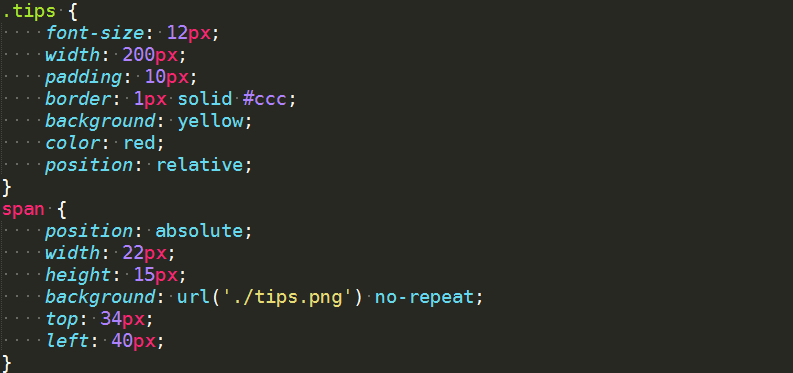 .tips {
    font-size: 12px;
    width: 200px;
    padding: 10px;
    border: 1px solid #ccc;
    background: yellow;
    color: red;
    position: relative;
}
span {
    position: absolute;
    width: 22px;
    height: 15px;
    background: url('./tips.png') no-repeat;
    top: 34px;
    left: 40px;
}